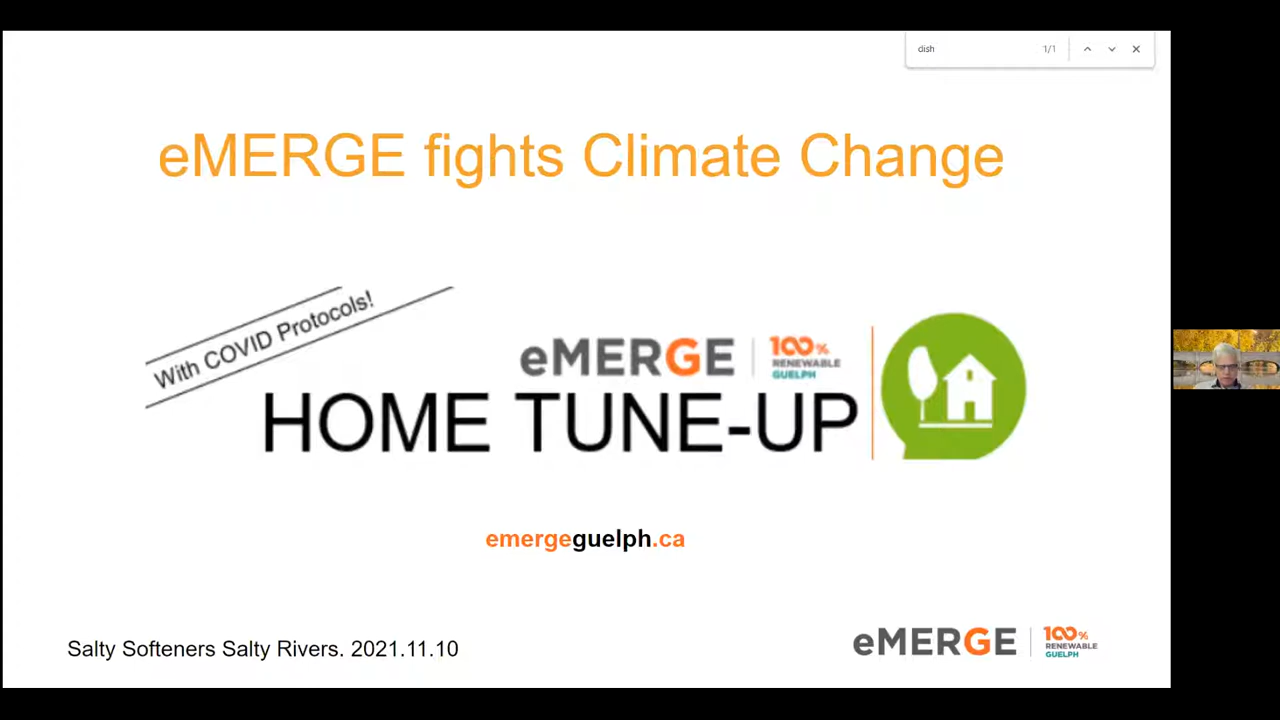 dish 1/1
eMERGE fights Climate Change
With COVID Protocols!
eMERGE 100% RENEWABLE GUELPH
HOME TUNE-UP
emergeguelph.ca
Salty Softeners Salty Rivers. 2021.11.10
eMERGE 100% RENEWABLE GUELPH